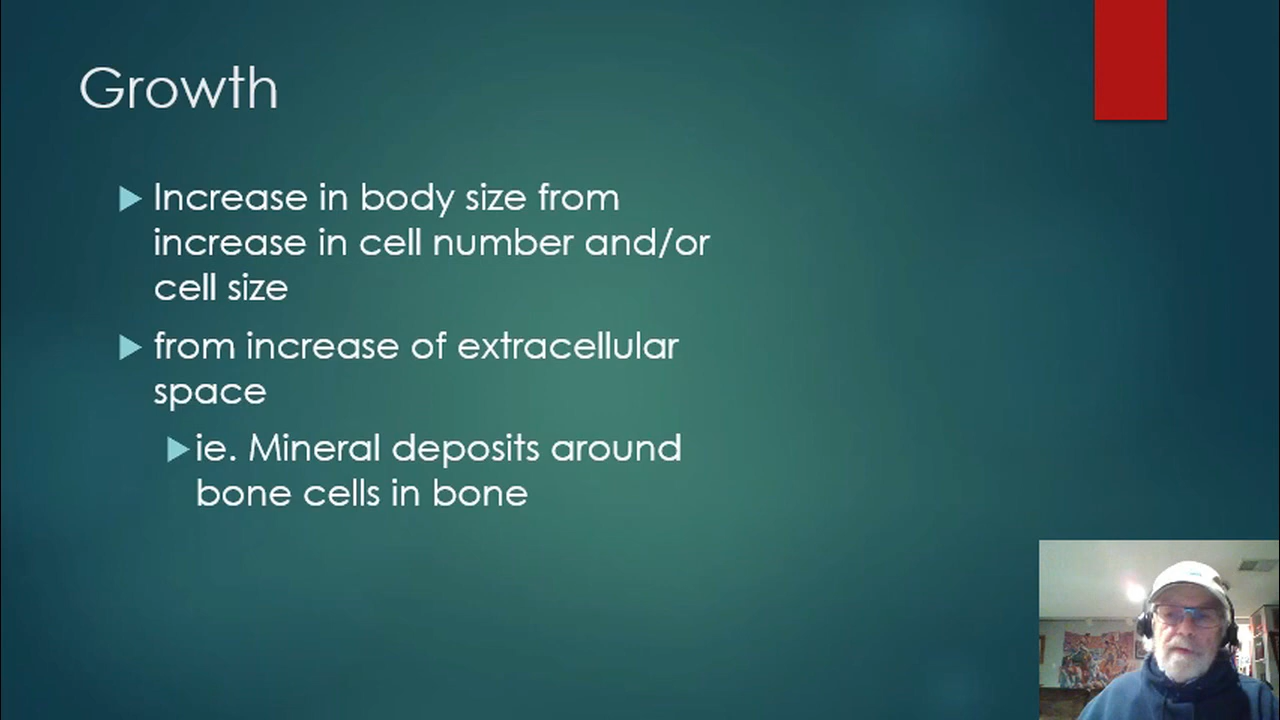 Growth
Increase in body size from
increase in cell number and/or
cell size
from increase of extracellular
space
ie. Mineral deposits around
bone cells in bone